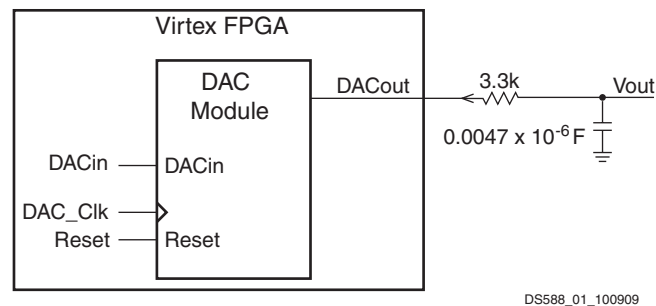 Virtex FPGA
DAC
Module
DACout
3.3k
Vout
0.0047 x 10-6 F
DACin
DACin
DAC_Clk
Reset
Reset
DS588_01_100909